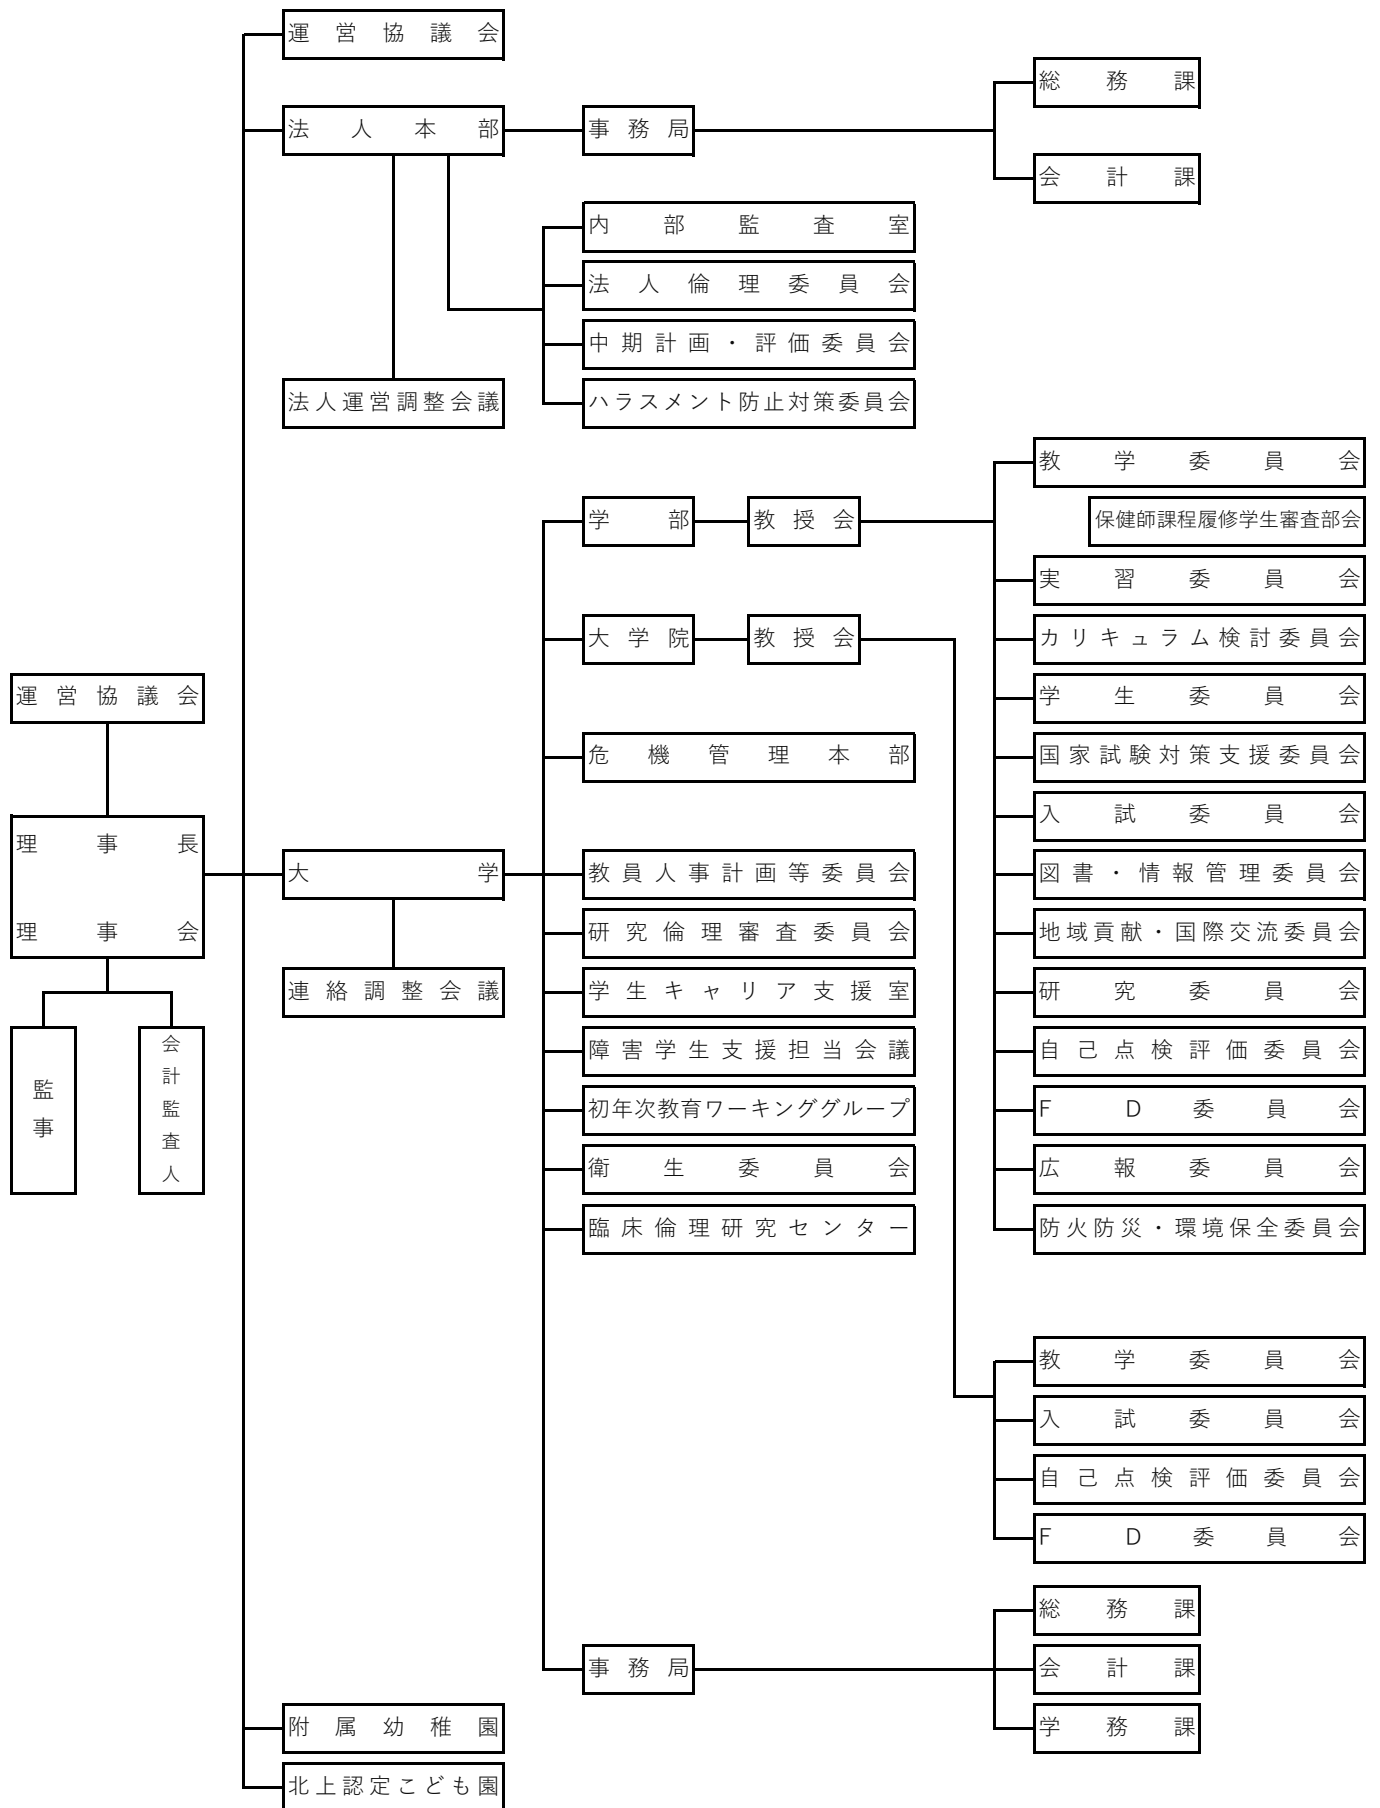 運営協議会
総務課
法人本部
事務局
会計課
内部監査室
法人倫理委員会
中期計画・評価委員会
法人運営調整会議
ハラスメント防止対策委員会
教学委員会
学部
教授会
保健師課程履修学生審査部会
実習委員会
大学院
教授会
カリキュラム検討委員会
運営協議会
学生委員会
危機管理本部
国家試験対策支援委員会
入試委員会
理事長
理事会
大学
教員人事計画等委員会
図書・情報管理委員会
研究倫理審査委員会
地域貢献・国際交流委員会
連絡調整会議
学生キャリア支援室
研究委員会
監事
会計監査人
障害学生支援担当会議
自己点検評価委員会
初年次教育ワーキンググループ
FD委員会
衛生委員会
広報委員会
臨床倫理研究センター
防火防災・環境保全委員会
教学委員会
入試委員会
自己点検評価委員会
FD委員会
総務課
事務局
会計課
学務課
附属幼稚園
北上認定こども園